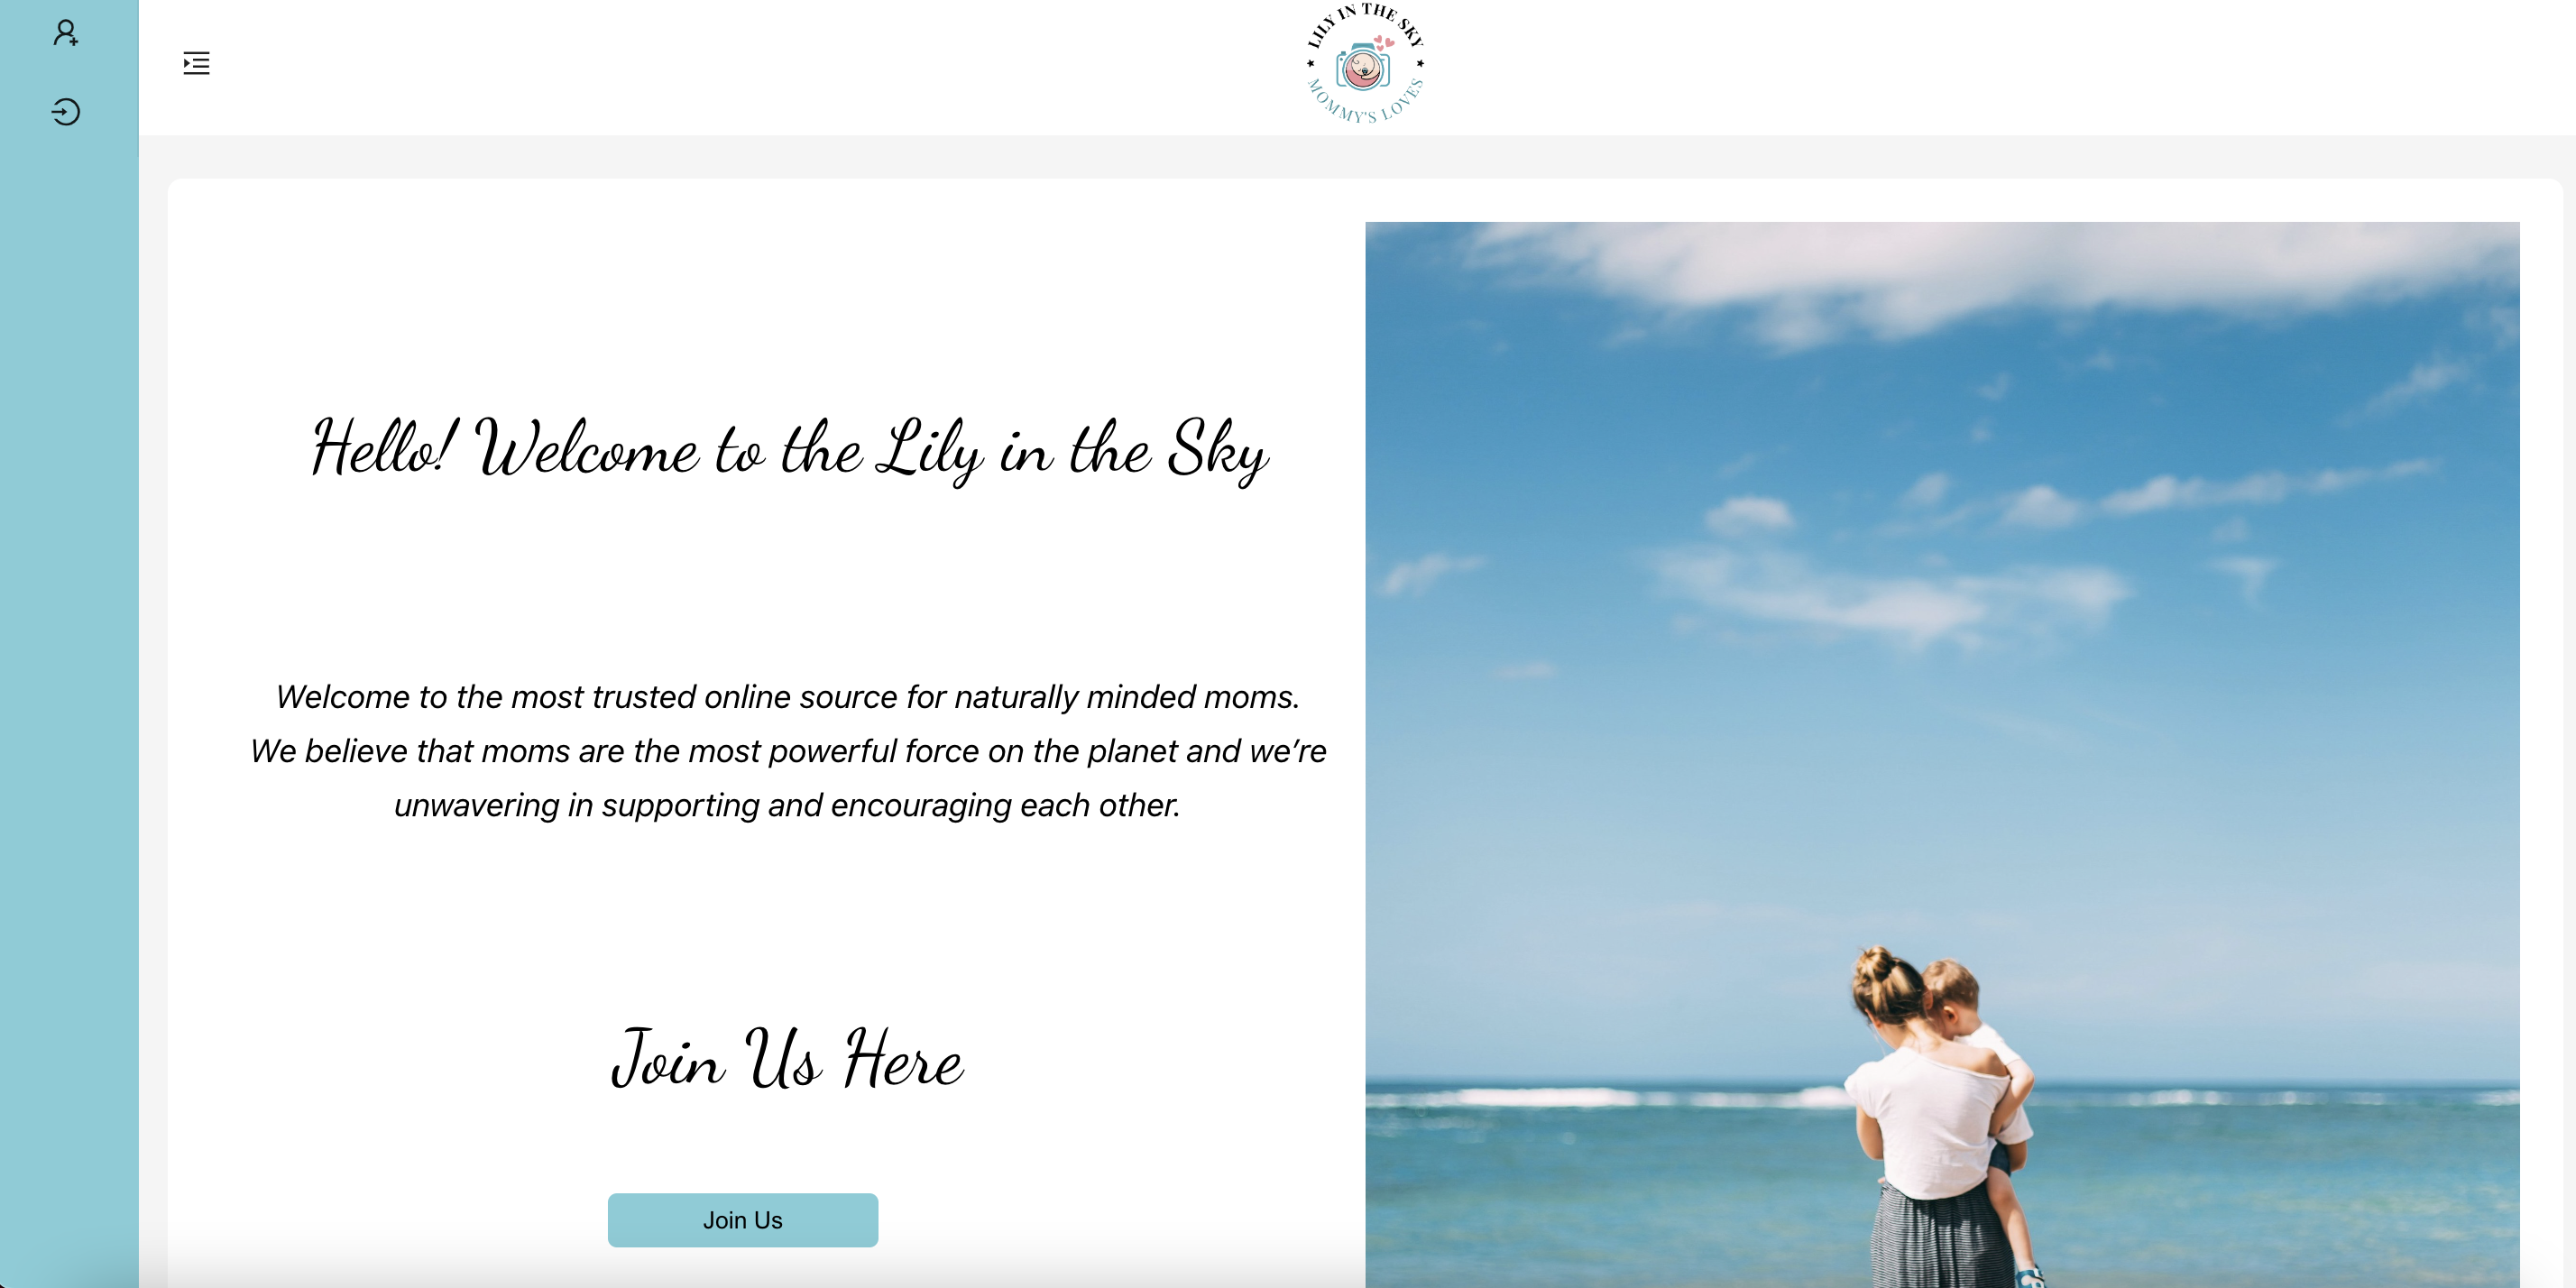 LILY IN THE SKY
MOMMY'S LOVES
Hello! Welcome to the Lily in the Sky
Welcome to the most trusted online source for naturally minded moms.
We believe that moms are the most powerful force on the planet and we’re
unwavering in supporting and encouraging each other.
Join Us Here
Join Us